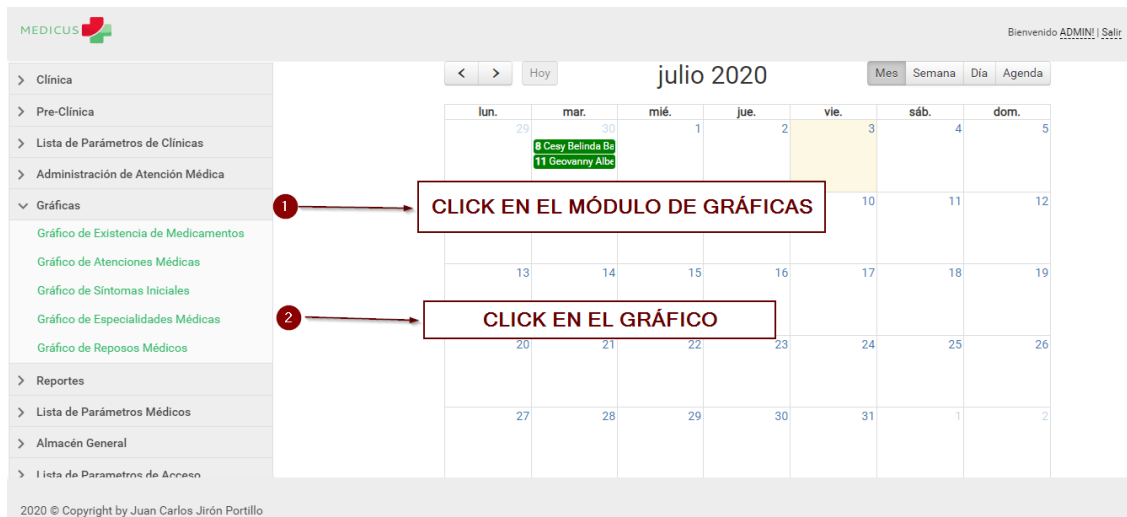 MEDICUS
Bienvenido ADMIN! | Salir
Clínica
Pre-Clínica
Lista de Parámetros de Clínicas
Administración de Atención Médica
Gráficas
Gráfico de Existencia de Medicamentos
Gráfico de Atenciones Médicas
Gráfico de Síntomas Iniciales
Gráfico de Especialidades Médicas
Gráfico de Reposos Médicos
Reportes
Lista de Parámetros Médicos
Almacén General
Lista de Parametros de Acceso
Hoy
julio 2020
Mes Semana Día Agenda
lun. mar. mié. jue. vie. sáb. dom.
29 30 1 2 3 4 5
8 Cesy Belinda Ba
11 Geovanny Albe
1
CLICK EN EL MÓDULO DE GRÁFICAS
10 11 12
13 14 15 16 17 18 19
2
CLICK EN EL GRÁFICO
20 21 22 23 24 25 26
27 28 29 30 31 1 2
2020 © Copyright by Juan Carlos Jirón Portillo